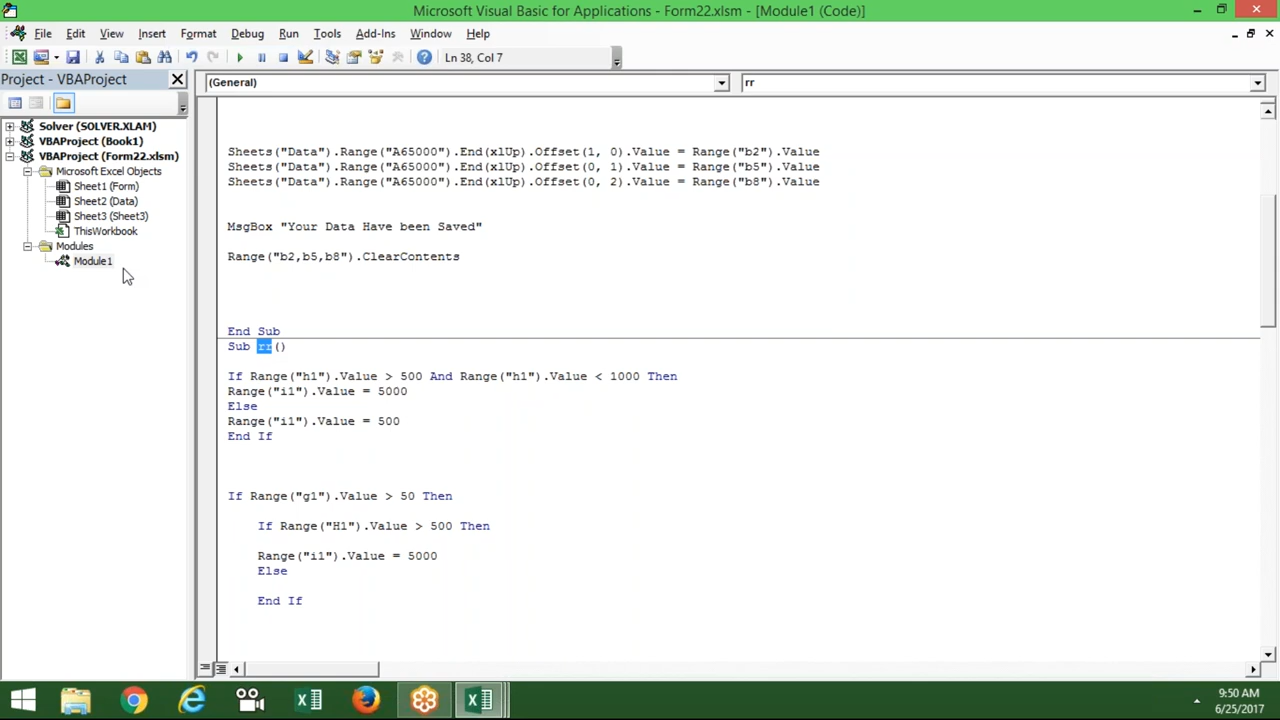 Microsoft Visual Basic for Applications - Form22.xlsm - [Module1 (Code)]
File Edit View Insert Format Debug Run Tools Add-Ins Window Help
Ln 38, Col 7
Project - VBAProject
(General)
rr
Solver (SOLVER.XLAM)
VBAProject (Book1)
VBAProject (Form22.xlsm)
Microsoft Excel Objects
Sheet1 (Form)
Sheet2 (Data)
Sheet3 (Sheet3)
ThisWorkbook
Modules
Module1
Sheets("Data").Range("A65000").End(xlUp).Offset(1, 0).Value = Range("b2").Value
Sheets("Data").Range("A65000").End(xlUp).Offset(0, 1).Value = Range("b5").Value
Sheets("Data").Range("A65000").End(xlUp).Offset(0, 2).Value = Range("b8").Value
MsgBox "Your Data Have been Saved"
Range("b2,b5,b8").ClearContents
End Sub
Sub rr()
If Range("h1").Value > 500 And Range("h1").Value < 1000 Then
Range("i1").Value = 5000
Else
Range("i1").Value = 500
End If
If Range("g1").Value > 50 Then
If Range("H1").Value > 500 Then
Range("i1").Value = 5000
Else
End If
9:50 AM
6/25/2017